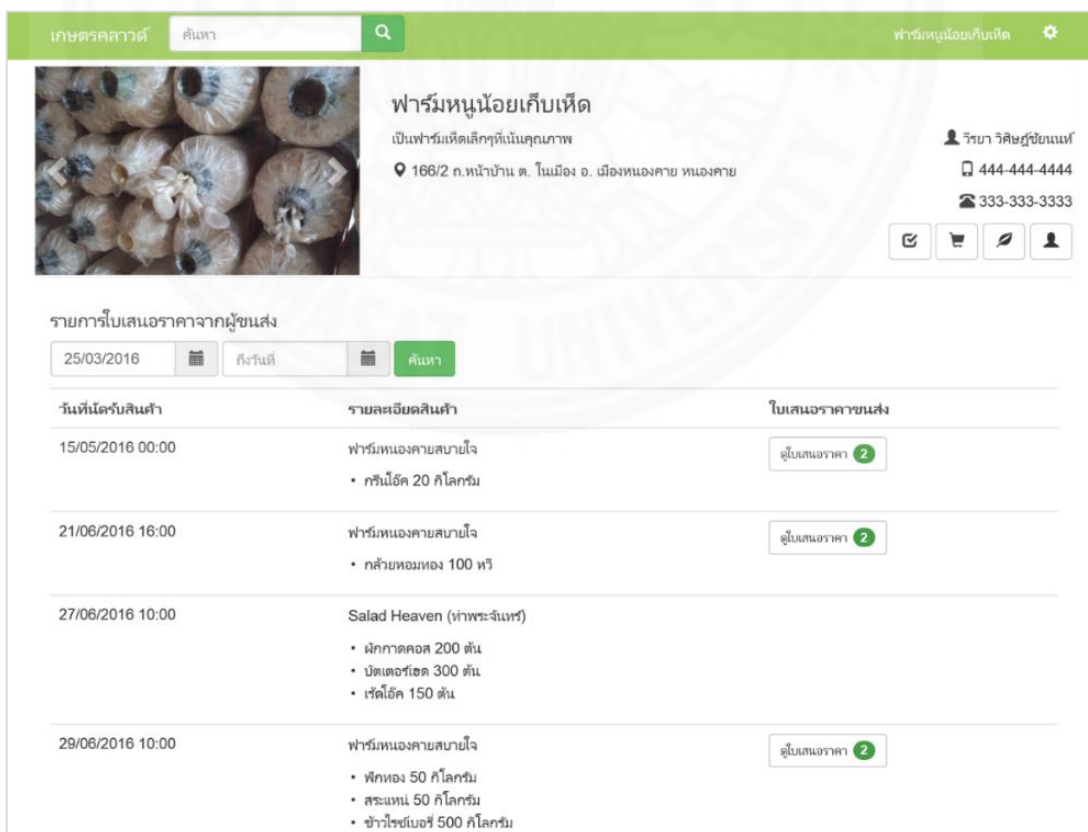 เกษตรคลาวด์ ค้นหา ฟาร์มหนูน้อยเก็บเห็ด
ฟาร์มหนูน้อยเก็บเห็ด
เป็นฟาร์มเห็ดเล็กๆที่เน้นคุณภาพ
166/2 ถ.หน้าบ้าน ต. ในเมือง อ. เมืองหนองคาย หนองคาย
วิรยา วิศิษฏ์ชัยนนท์
444-444-4444
333-333-3333
รายการใบเสนอราคาจากผู้ขนส่ง
25/03/2016 ถึงวันที่ ค้นหา
วันที่นัดรับสินค้า รายละเอียดสินค้า ใบเสนอราคาขนส่ง
15/05/2016 00:00 ฟาร์มหนองคายสบายใจ ดูใบเสนอราคา 2
• กรีนโอ๊ค 20 กิโลกรัม
21/06/2016 16:00 ฟาร์มหนองคายสบายใจ ดูใบเสนอราคา 2
• กล้วยหอมทอง 100 หวี
27/06/2016 10:00 Salad Heaven (ท่าพระจันทร์)
• ผักกาดคอส 200 ต้น
• บัตเตอร์เฮด 300 ต้น
• เรดโอ๊ค 150 ต้น
29/06/2016 10:00 ฟาร์มหนองคายสบายใจ ดูใบเสนอราคา 2
• ฟักทอง 50 กิโลกรัม
• สระแหน่ 50 กิโลกรัม
• ข้าวไรซ์เบอรี่ 500 กิโลกรัม